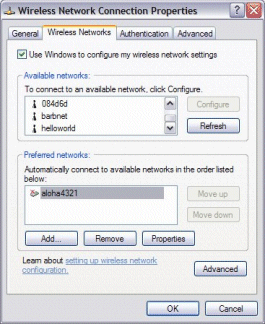 Wireless Network Connection Properties
General
Wireless Networks
Authentication
Advanced
Use Windows to configure my wireless network settings
Available networks:
To connect to an available network, click Configure.
084d6d
barbnet
helloworld
Configure
Refresh
Preferred networks:
Automatically connect to available networks in the order listed
below:
aloha4321
Move up
Move down
Add...
Remove
Properties
Learn about setting up wireless network
configuration.
Advanced
OK
Cancel